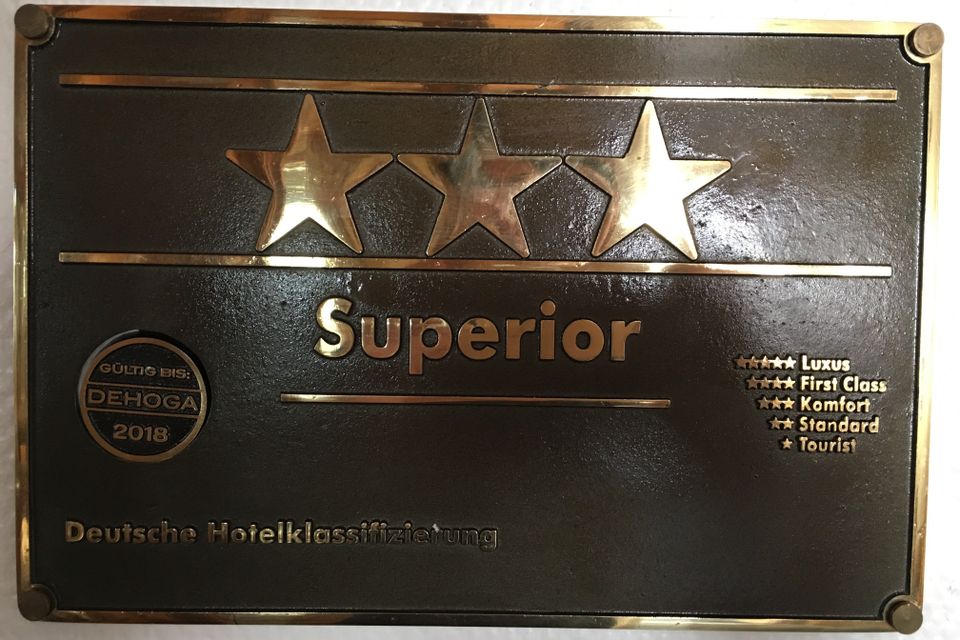 Superior
GÜLTIG BIS:
DEHOGA
2018
★★★★★ Luxus
★★★★ First Class
★★★ Komfort
★★ Standard
★ Tourist
Deutsche Hotelklassifizierung